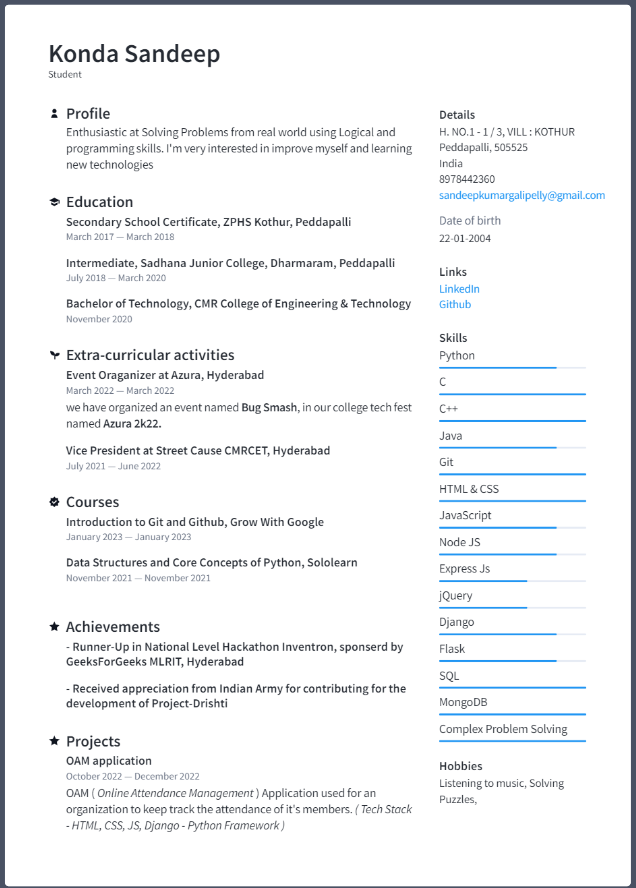 Konda Sandeep
Student
Profile
Enthusiastic at Solving Problems from real world using Logical and
programming skills. I'm very interested in improve myself and learning
new technologies
Education
Secondary School Certificate, ZPHS Kothur, Peddapalli
March 2017 — March 2018
Intermediate, Sadhana Junior College, Dharmaram, Peddapalli
July 2018 — March 2020
Bachelor of Technology, CMR College of Engineering & Technology
November 2020
Extra-curricular activities
Event Oraganizer at Azura, Hyderabad
March 2022 — March 2022
we have organized an event named Bug Smash, in our college tech fest
named Azura 2k22.
Vice President at Street Cause CMRCET, Hyderabad
July 2021 — June 2022
Courses
Introduction to Git and Github, Grow With Google
January 2023 — January 2023
Data Structures and Core Concepts of Python, Sololearn
November 2021 — November 2021
Achievements
- Runner-Up in National Level Hackathon Inventron, sponserd by
GeeksForGeeks MLRIT, Hyderabad
- Received appreciation from Indian Army for contributing for the
development of Project-Drishti
Projects
OAM application
October 2022 — December 2022
OAM ( Online Attendance Management ) Application used for an
organization to keep track the attendance of it's members. ( Tech Stack
- HTML, CSS, JS, Django - Python Framework )
Details
H. NO.1 - 1 / 3, VILL : KOTHUR
Peddapalli, 505525
India
8978442360
sandeepkumargalipelly@gmail.com
Date of birth
22-01-2004
Links
LinkedIn
Github
Skills
Python
C
C++
Java
Git
HTML & CSS
JavaScript
Node JS
Express Js
jQuery
Django
Flask
SQL
MongoDB
Complex Problem Solving
Hobbies
Listening to music, Solving
Puzzles,